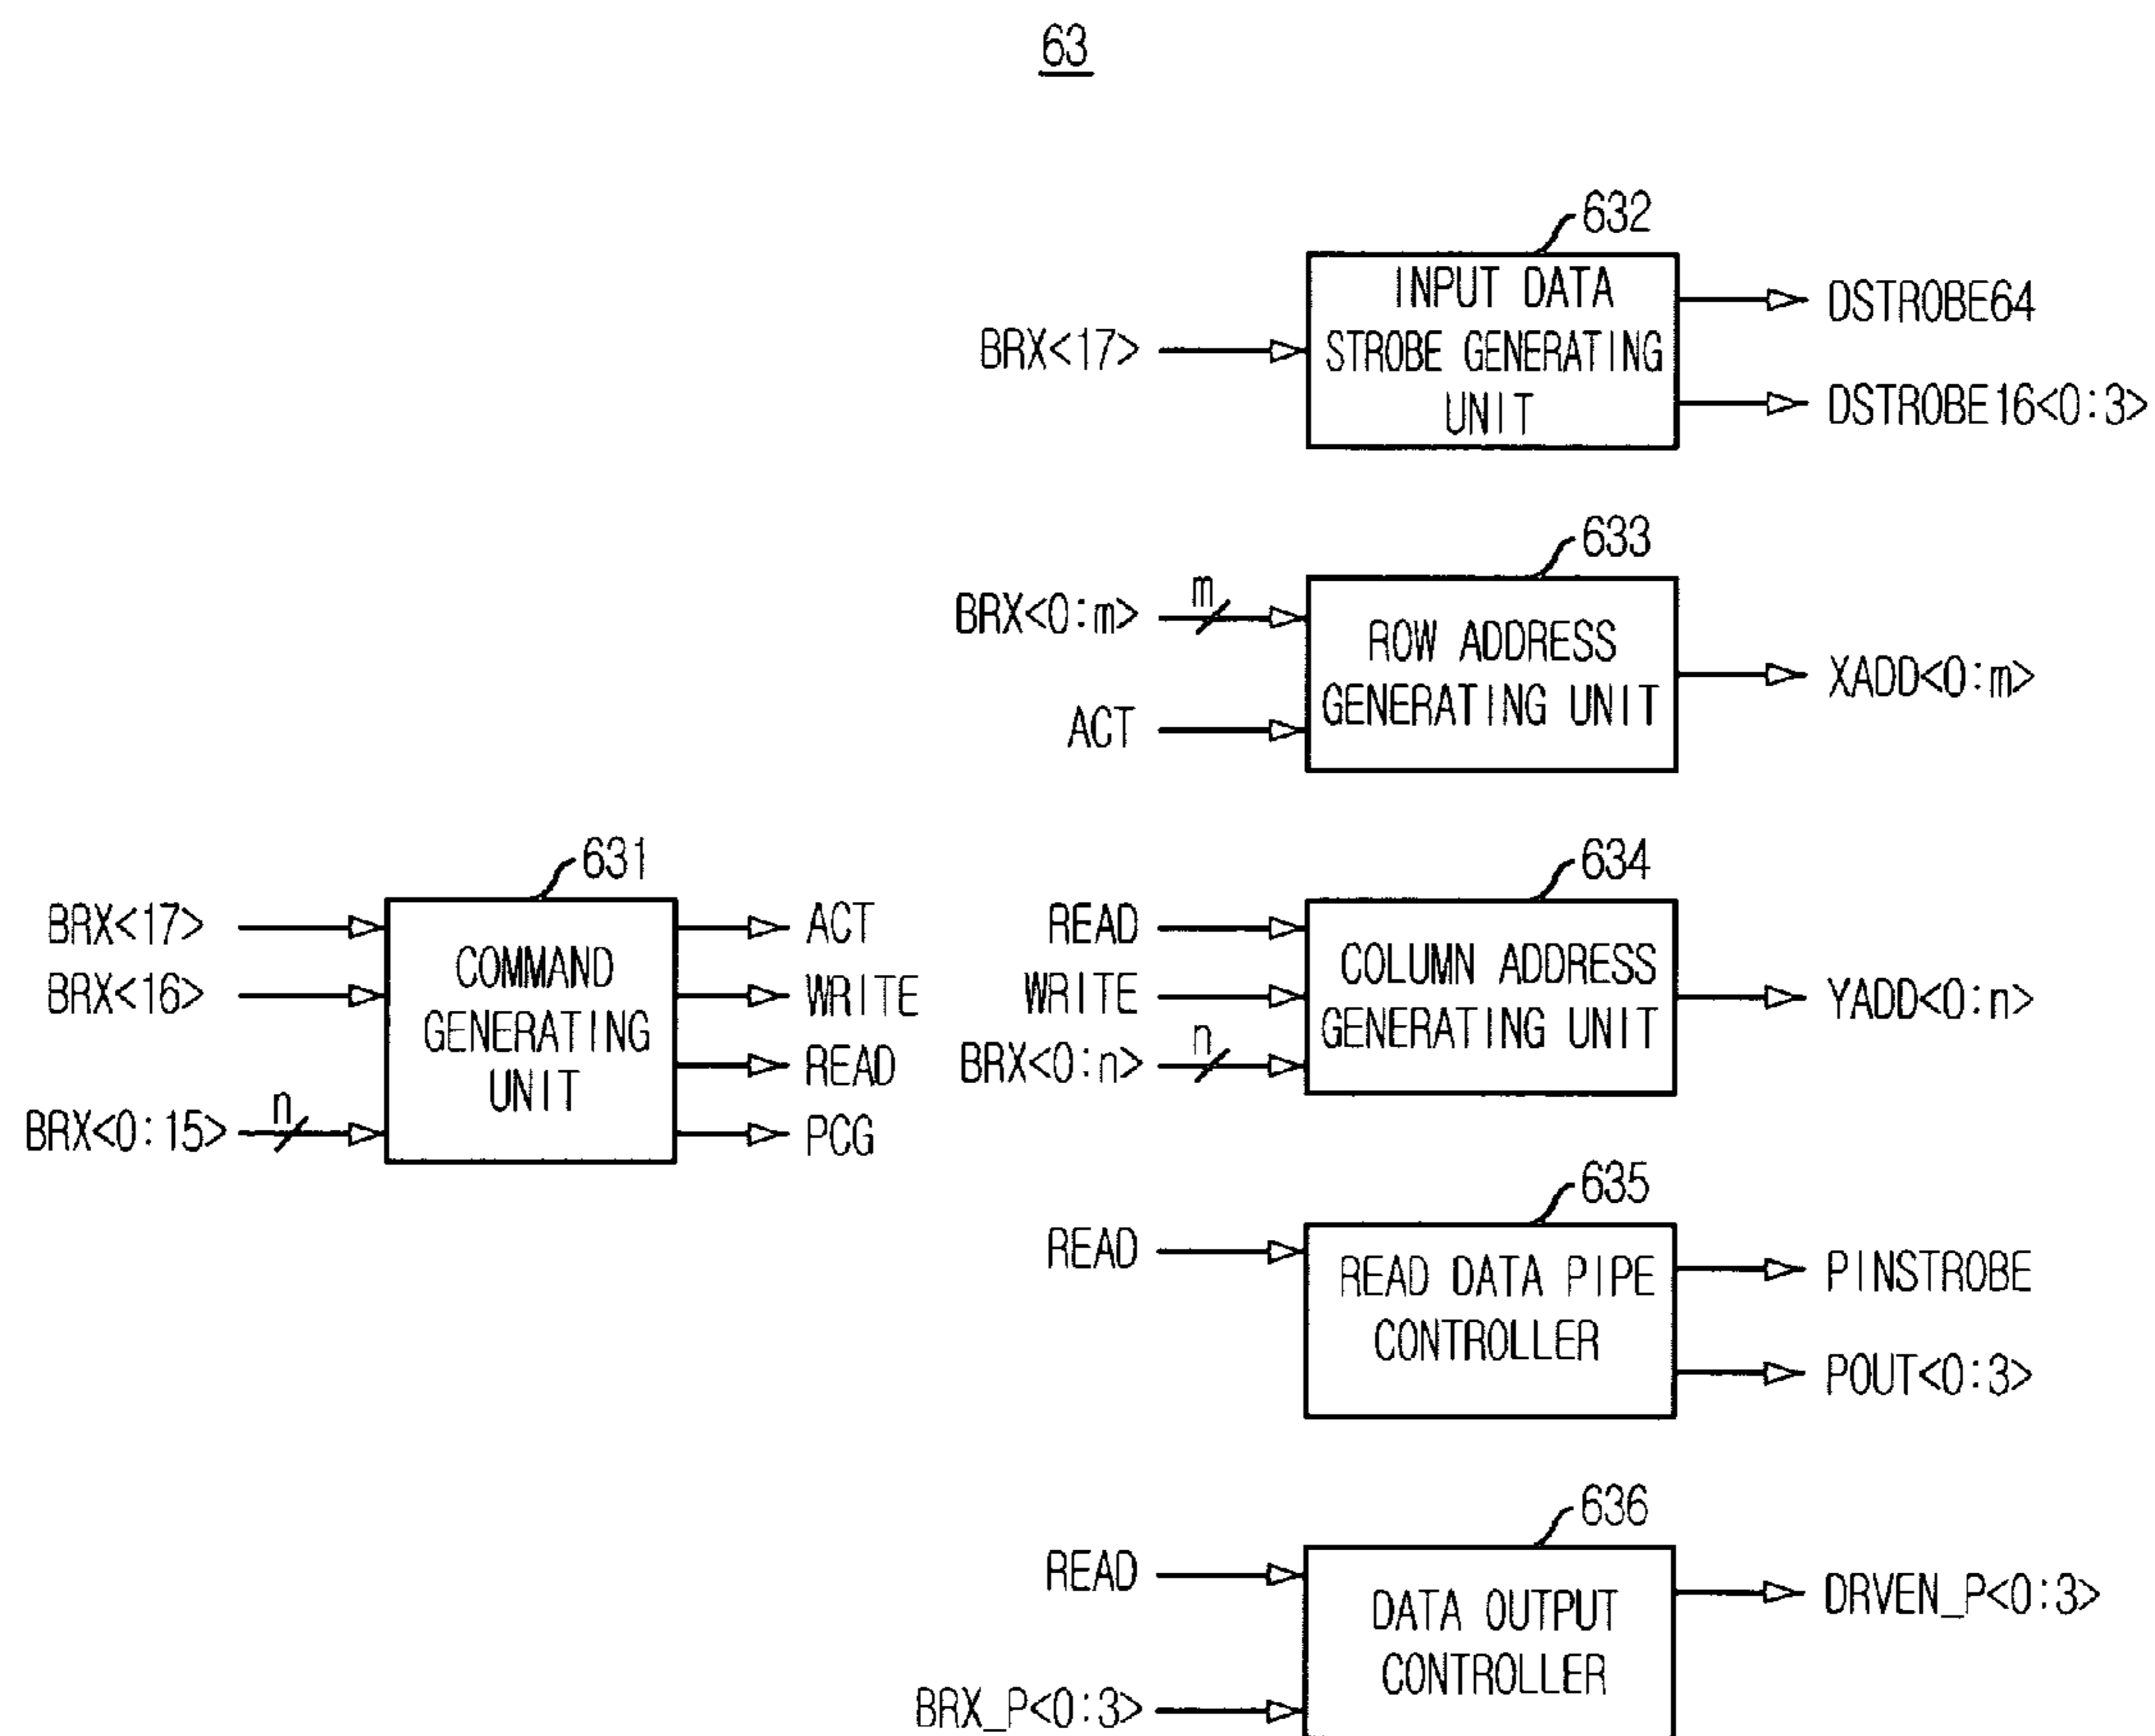 63
632
INPUT DATA
STROBE GENERATING
UNIT
BRX<17>
DSTROBE64
DSTROBE16<0:3>
633
BRX<0:m>
m
ACT
ROW ADDRESS
GENERATING UNIT
XADD<0:m>
631
BRX<17>
BRX<16>
BRX<0:15>
n
COMMAND
GENERATING
UNIT
ACT
WRITE
READ
PCG
634
READ
WRITE
BRX<0:n>
n
COLUMN ADDRESS
GENERATING UNIT
YADD<0:n>
635
READ
READ DATA PIPE
CONTROLLER
PINSTROBE
POUT<0:3>
636
READ
BRX_P<0:3>
DATA OUTPUT
CONTROLLER
DRVEN_P<0:3>